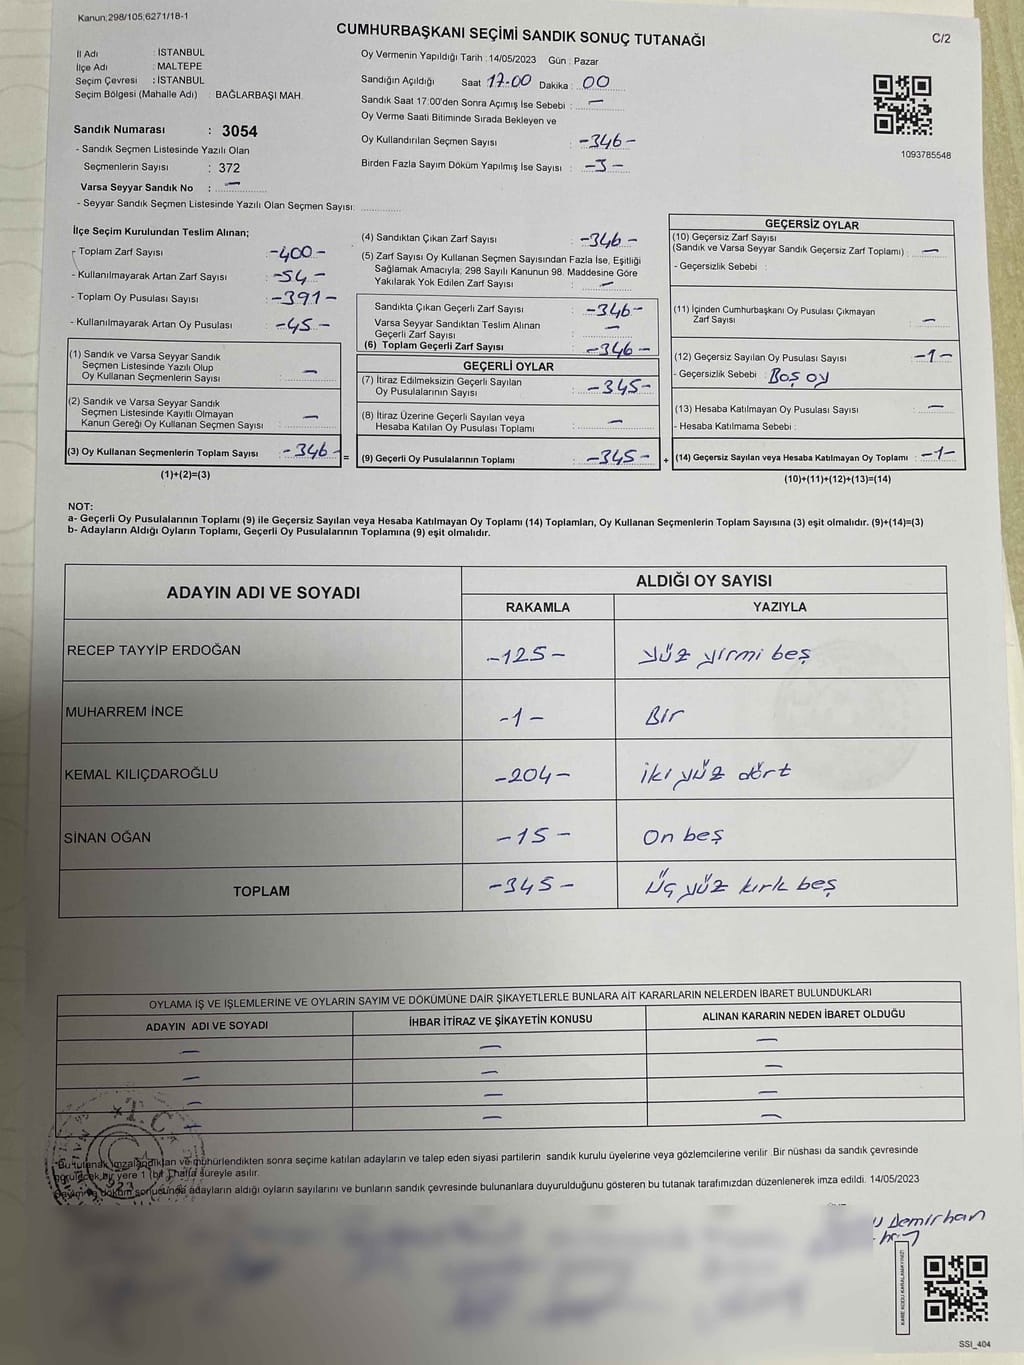 Kanun;298/105,6271/18-1
CUMHURBAŞKANI SEÇİMİ SANDIK SONUÇ TUTANAĞI
C/2
İl Adı : İSTANBUL
İlçe Adı : MALTEPE
Seçim Çevresi : İSTANBUL
Seçim Bölgesi (Mahalle Adı) : BAĞLARBAŞI MAH.
Sandık Numarası : 3054
- Sandık Seçmen Listesinde Yazılı Olan
Seçmenlerin Sayısı : 372
Varsa Seyyar Sandık No : —
- Seyyar Sandık Seçmen Listesinde Yazılı Olan Seçmen Sayısı:
Oy Vermenin Yapıldığı Tarih : 14/05/2023 Gün : Pazar
Sandığın Açıldığı Saat 17.00 Dakika : 00
Sandık Saat 17:00'den Sonra Açımış İse Sebebi : —
Oy Verme Saati Bitiminde Sırada Bekleyen ve
Oy Kullandırılan Seçmen Sayısı : -346-
Birden Fazla Sayım Döküm Yapılmış İse Sayısı : -3-
1093785548
İlçe Seçim Kurulundan Teslim Alınan;
- Toplam Zarf Sayısı : -400-
- Kullanılmayarak Artan Zarf Sayısı : -54-
- Toplam Oy Pusulası Sayısı : -391-
- Kullanılmayarak Artan Oy Pusulası : -45-
(1) Sandık ve Varsa Seyyar Sandık
Seçmen Listesinde Yazılı Olup
Oy Kullanan Seçmenlerin Sayısı : —
(2) Sandık ve Varsa Seyyar Sandık
Seçmen Listesinde Kayıtlı Olmayan
Kanun Gereği Oy Kullanan Seçmen Sayısı : —
(3) Oy Kullanan Seçmenlerin Toplam Sayısı : -346-
(1)+(2)=(3)
(4) Sandıktan Çıkan Zarf Sayısı : -346-
(5) Zarf Sayısı Oy Kullanan Seçmen Sayısından Fazla İse, Eşitliği
Sağlamak Amacıyla; 298 Sayılı Kanunun 98. Maddesine Göre
Yakılarak Yok Edilen Zarf Sayısı : —
Sandıkta Çıkan Geçerli Zarf Sayısı : -346-
Varsa Seyyar Sandıktan Teslim Alınan
Geçerli Zarf Sayısı : —
(6) Toplam Geçerli Zarf Sayısı : -346-
GEÇERLİ OYLAR
(7) İtiraz Edilmeksizin Geçerli Sayılan
Oy Pusulalarının Sayısı : -345-
(8) İtiraz Üzerine Geçerli Sayılan veya
Hesaba Katılan Oy Pusulası Toplamı : —
= (9) Geçerli Oy Pusulalarının Toplamı : -345- +
GEÇERSİZ OYLAR
(10) Geçersiz Zarf Sayısı
(Sandık ve Varsa Seyyar Sandık Geçersiz Zarf Toplamı) : —
- Geçersizlik Sebebi :
(11) İçinden Cumhurbaşkanı Oy Pusulası Çıkmayan
Zarf Sayısı : —
(12) Geçersiz Sayılan Oy Pusulası Sayısı : -1-
- Geçersizlik Sebebi : Boş oy
(13) Hesaba Katılmayan Oy Pusulası Sayısı : —
- Hesaba Katılmama Sebebi :
(14) Geçersiz Sayılan veya Hesaba Katılmayan Oy Toplamı : -1-
(10)+(11)+(12)+(13)=(14)
NOT:
a- Geçerli Oy Pusulalarının Toplamı (9) ile Geçersiz Sayılan veya Hesaba Katılmayan Oy Toplamı (14) Toplamları, Oy Kullanan Seçmenlerin Toplam Sayısına (3) eşit olmalıdır. (9)+(14)=(3)
b- Adayların Aldığı Oyların Toplamı, Geçerli Oy Pusulalarının Toplamına (9) eşit olmalıdır.
ADAYIN ADI VE SOYADI
ALDIĞI OY SAYISI
RAKAMLA YAZIYLA
RECEP TAYYİP ERDOĞAN -125- yüz yirmi beş
MUHARREM İNCE -1- Bir
KEMAL KILIÇDAROĞLU -204- iki yüz dört
SİNAN OĞAN -15- On beş
TOPLAM -345- Üç yüz kırk beş
OYLAMA İŞ VE İŞLEMLERİNE VE OYLARIN SAYIM VE DÖKÜMÜNE DAİR ŞİKAYETLERLE BUNLARA AİT KARARLARIN NELERDEN İBARET BULUNDUKLARI
ADAYIN ADI VE SOYADI İHBAR İTİRAZ VE ŞİKAYETİN KONUSU ALINAN KARARIN NEDEN İBARET OLDUĞU
— — —
— — —
— — —
— — —
T.C
*Bu tutanak imzalandıktan ve mühürlendikten sonra seçime katılan adayların ve talep eden siyasi partilerin sandık kurulu üyelerine veya gözlemcilerine verilir .Bir nüshası da sandık çevresinde
görülecek bir yere 1 (bir ) hafta süreyle asılır.
Sayım ve döküm sonucunda adayların aldığı oyların sayılarını ve bunların sandık çevresinde bulunanlara duyurulduğunu gösteren bu tutanak tarafımızdan düzenlenerek imza edildi. 14/05/2023
Demirhan
KARE KODU KARALAMAYINIZ!
SSI_404